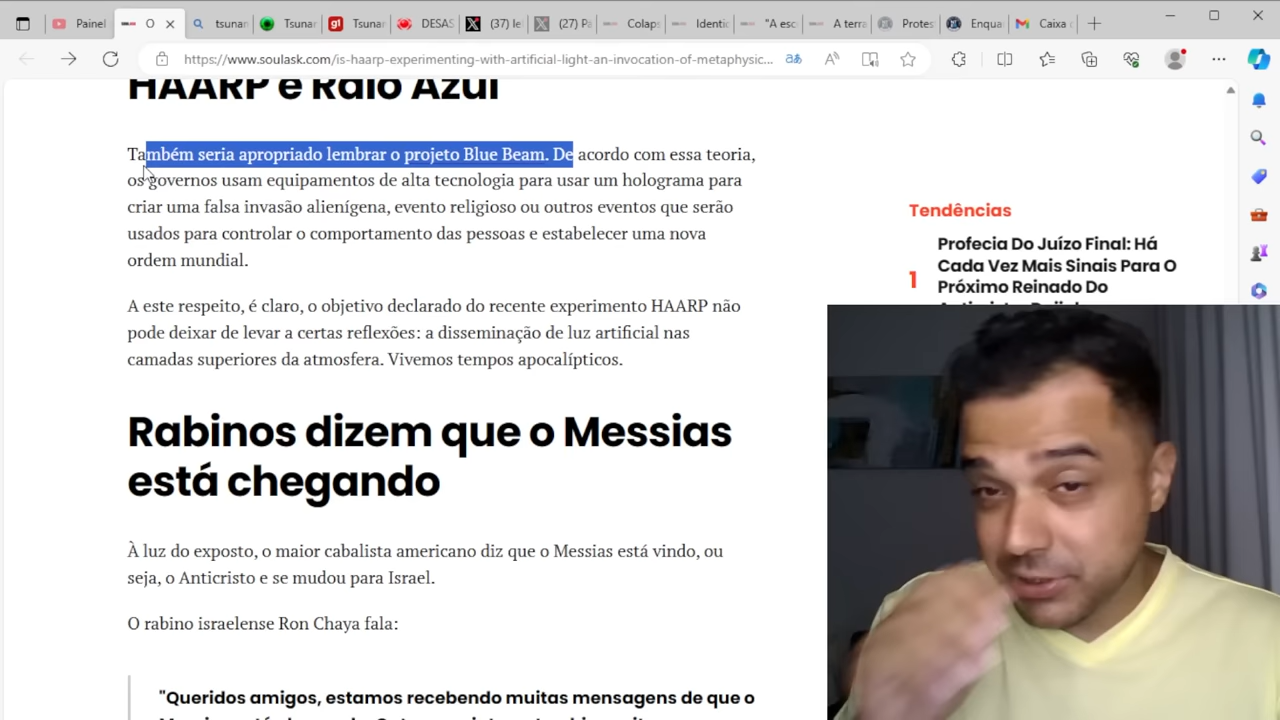 Painel
O
tsunar
Tsunar
Tsunar
DESAS
(37) le
(27) Pa
Colaps
Identic
"A esc
A terra
Protes
Enqua
Caixa
https://www.soulask.com/is-haarp-experimenting-with-artificial-light-an-invocation-of-metaphysic...
HAARP e Raio Azul
Também seria apropriado lembrar o projeto Blue Beam. De acordo com essa teoria,
os governos usam equipamentos de alta tecnologia para usar um holograma para
criar uma falsa invasão alienígena, evento religioso ou outros eventos que serão
usados para controlar o comportamento das pessoas e estabelecer uma nova
ordem mundial.
A este respeito, é claro, o objetivo declarado do recente experimento HAARP não
pode deixar de levar a certas reflexões: a disseminação de luz artificial nas
camadas superiores da atmosfera. Vivemos tempos apocalípticos.
Rabinos dizem que o Messias
está chegando
À luz do exposto, o maior cabalista americano diz que o Messias está vindo, ou
seja, o Anticristo e se mudou para Israel.
O rabino israelense Ron Chaya fala:
"Queridos amigos, estamos recebendo muitas mensagens de que o
Tendências
1
Profecia Do Juízo Final: Há
Cada Vez Mais Sinais Para O
Próximo Reinado Do